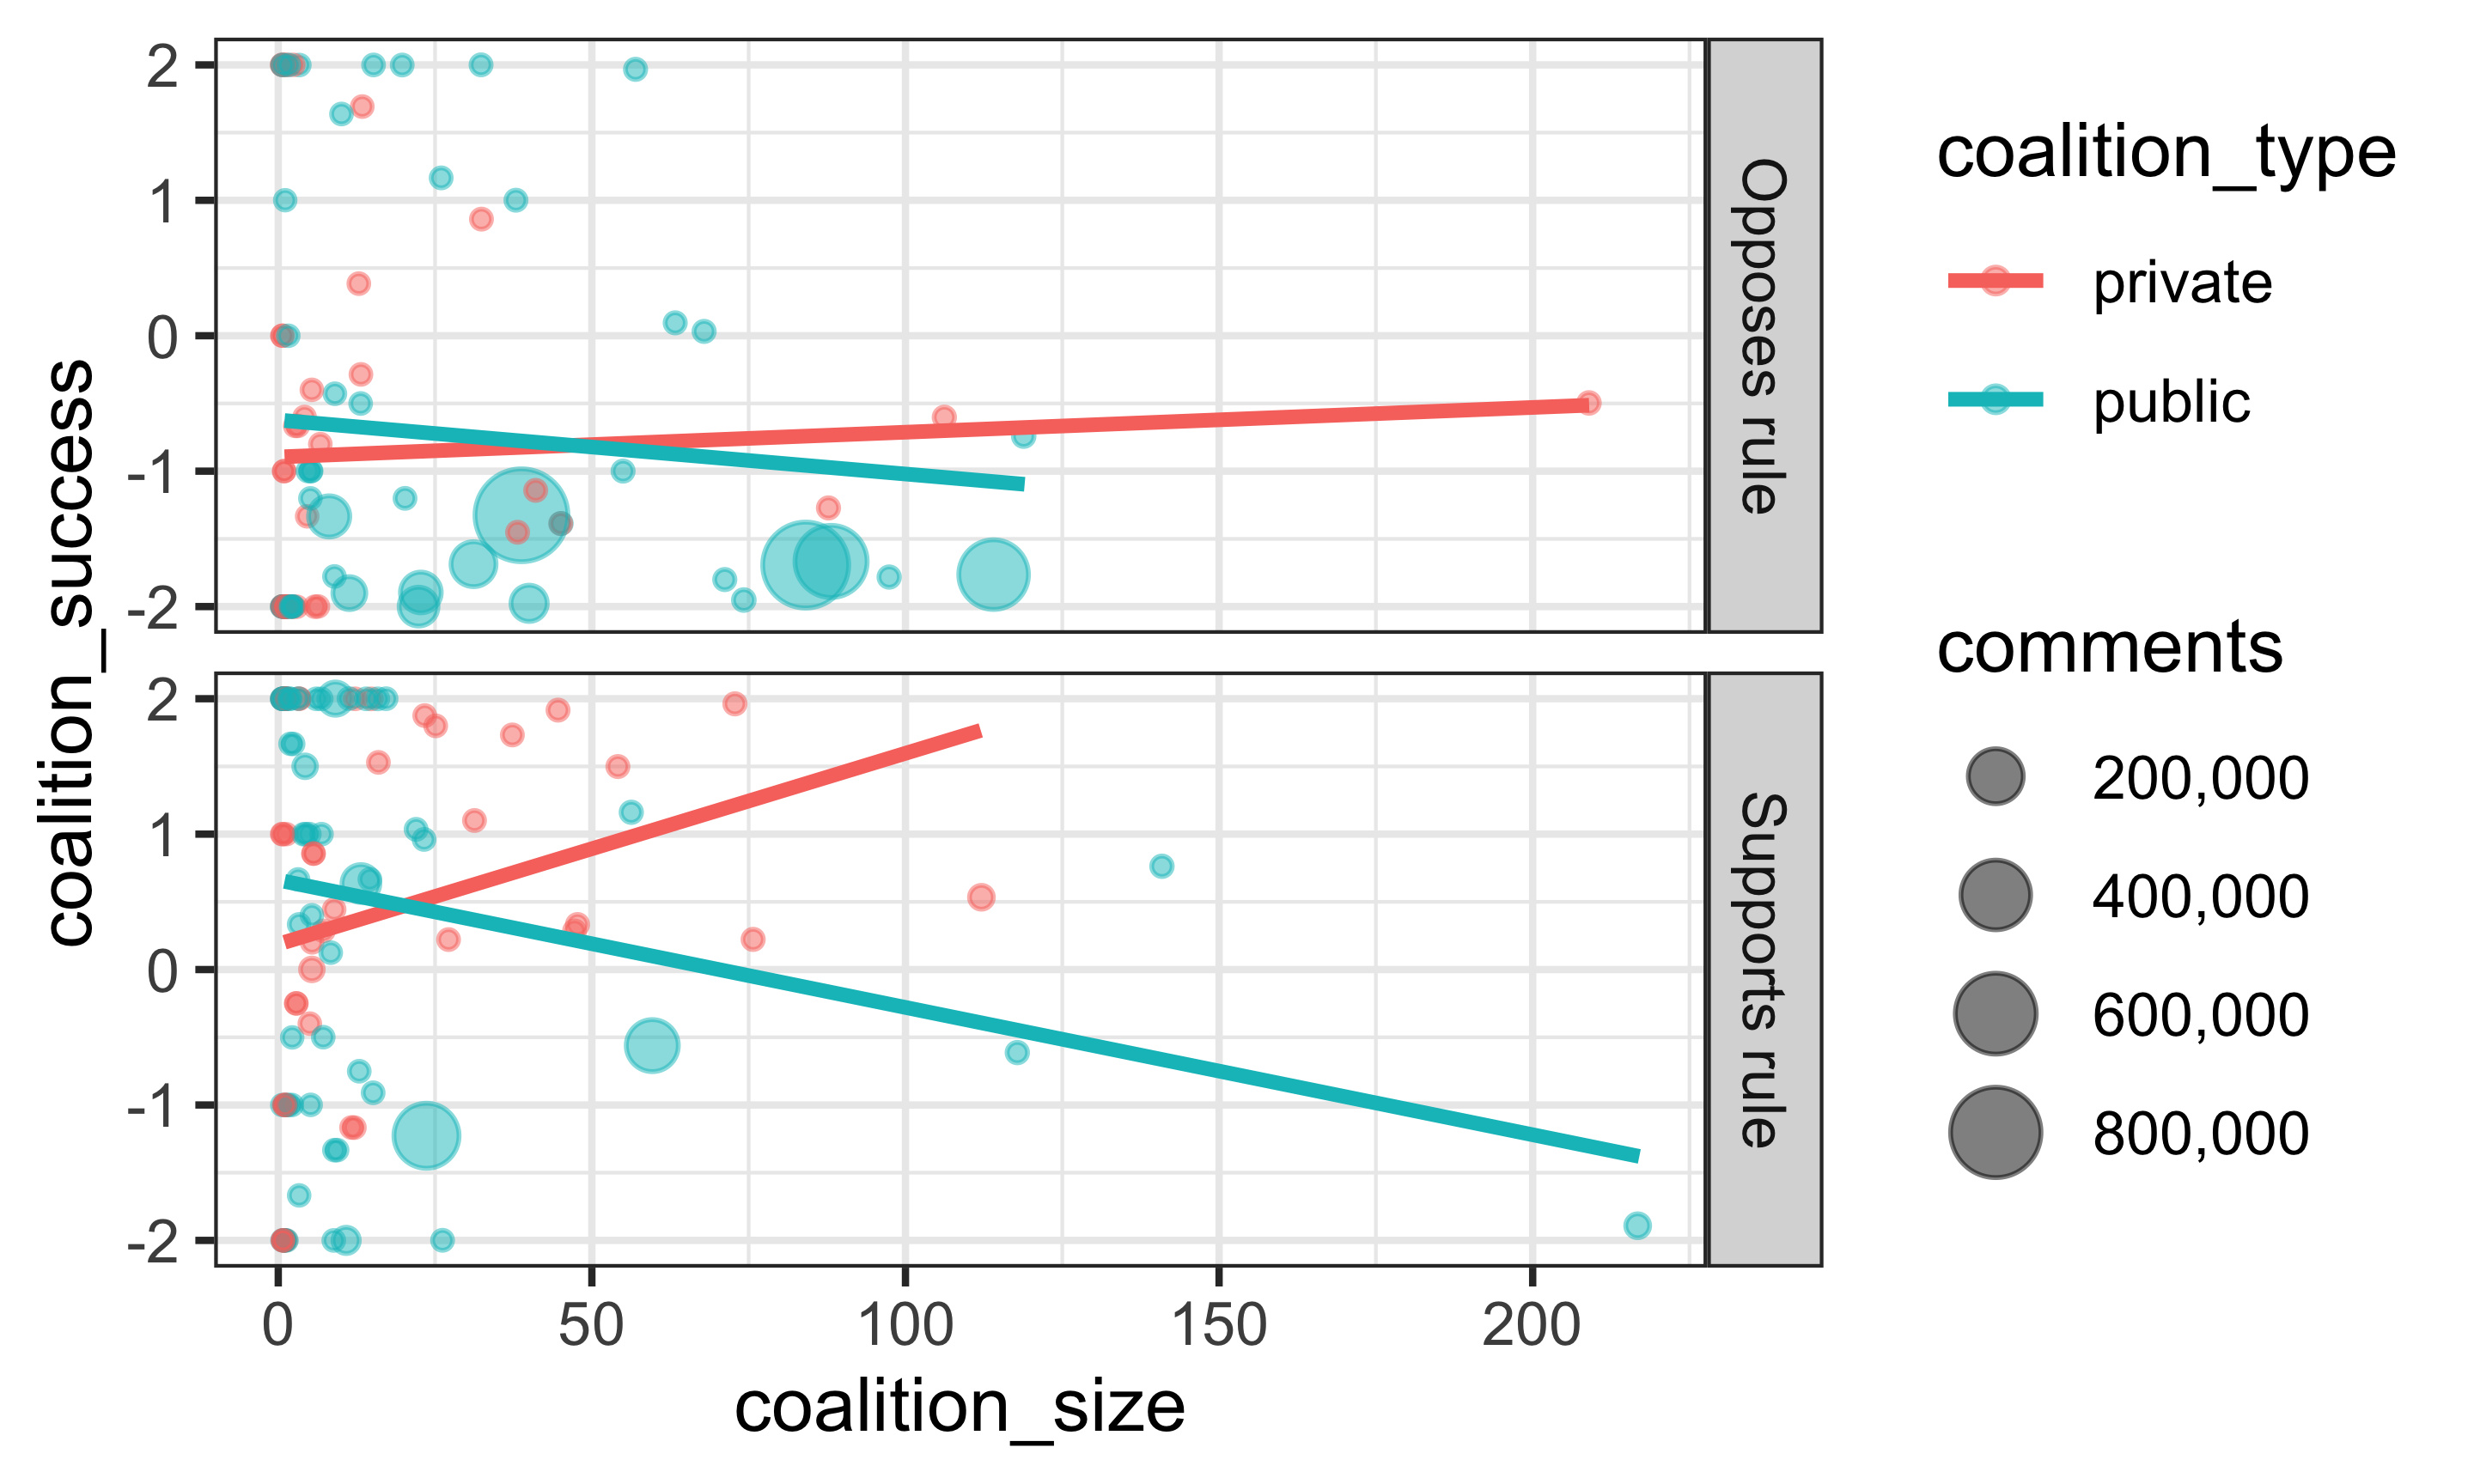 coalition_success
2
1
0
-1
-2
Opposes rule
2
1
0
-1
-2
Supports rule
0 50 100 150 200
coalition_size
coalition_type
private
public
comments
200,000
400,000
600,000
800,000